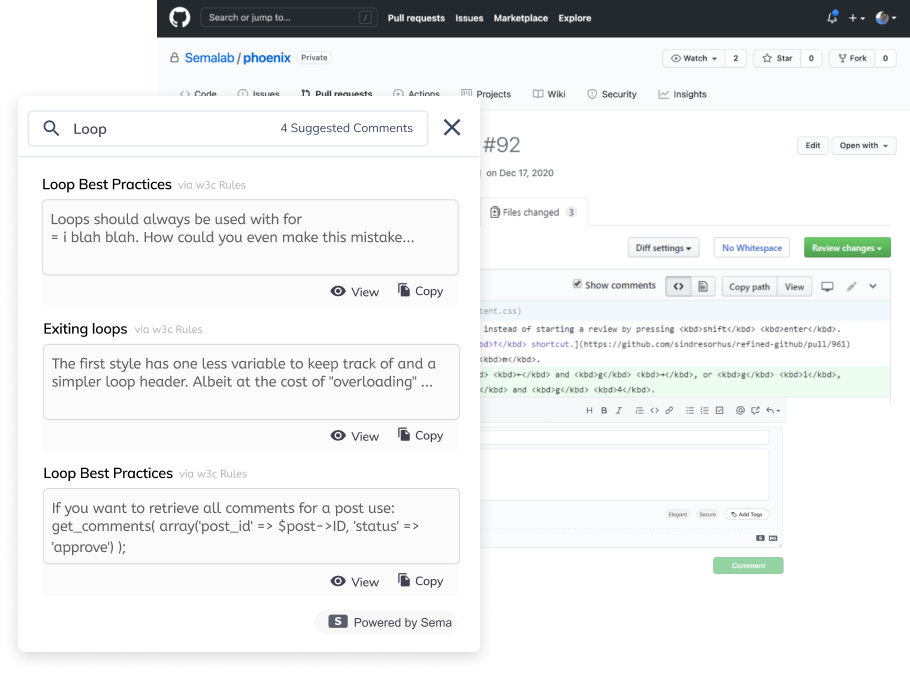 Search or jump to...
/
Pull requests
Issues
Marketplace
Explore
Semalab / phoenix
Private
Watch
2
Star
0
Fork
0
Code
Issues
Pull requests
Actions
Projects
Wiki
Security
Insights
Loop
4 Suggested Comments
#92
Edit
Open with
on Dec 17, 2020
Files changed
3
Diff settings
No Whitespace
Review changes
Show comments
Copy path
View
tent.css)
instead of starting a review by pressing <kbd>shift</kbd> <kbd>enter</kbd>.
bd>f</kbd> shortcut.](https://github.com/sindresorhus/refined-github/pull/961)
<kbd>m</kbd>.
d> <kbd>←</kbd> and <kbd>g</kbd> <kbd>→</kbd>, or <kbd>g</kbd> <kbd>1</kbd>,
</kbd> and <kbd>g</kbd> <kbd>4</kbd>.
H B I
Elegant
Secure
Add Tags
Comment
Loop Best Practices via w3c Rules
Loops should always be used with for
= i blah blah. How could you even make this mistake...
View
Copy
Exiting loops via w3c Rules
The first style has one less variable to keep track of and a
simpler loop header. Albeit at the cost of "overloading" ...
View
Copy
Loop Best Practices via w3c Rules
If you want to retrieve all comments for a post use:
get_comments( array('post_id' => $post->ID, 'status' =>
'approve') );
View
Copy
S Powered by Sema